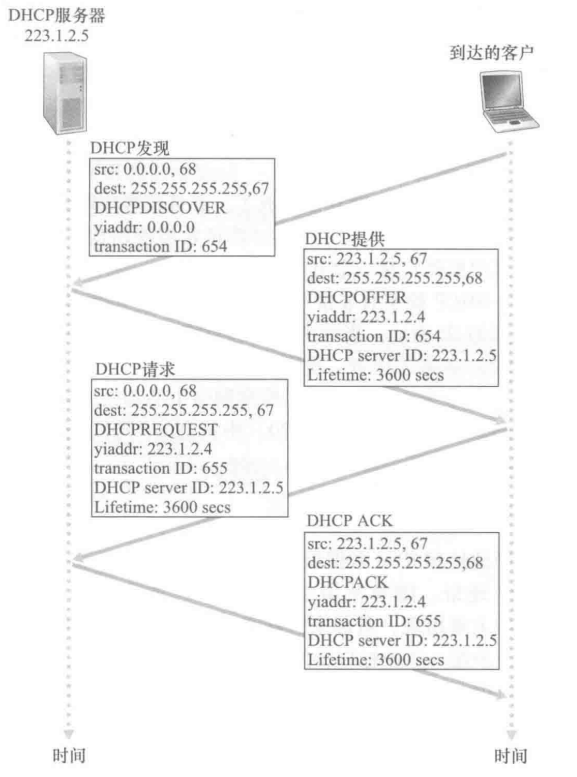 DHCP服务器
223.1.2.5
到达的客户
DHCP发现
src: 0.0.0.0, 68
dest: 255.255.255.255,67
DHCPDISCOVER
yiaddr: 0.0.0.0
transaction ID: 654
DHCP提供
src: 223.1.2.5, 67
dest: 255.255.255.255,68
DHCPOFFER
yiaddr: 223.1.2.4
transaction ID: 654
DHCP server ID: 223.1.2.5
Lifetime: 3600 secs
DHCP请求
src: 0.0.0.0, 68
dest: 255.255.255.255, 67
DHCPREQUEST
yiaddr: 223.1.2.4
transaction ID: 655
DHCP server ID: 223.1.2.5
Lifetime: 3600 secs
DHCP ACK
src: 223.1.2.5, 67
dest: 255.255.255.255,68
DHCPACK
yiaddr: 223.1.2.4
transaction ID: 655
DHCP server ID: 223.1.2.5
Lifetime: 3600 secs
时间
时间